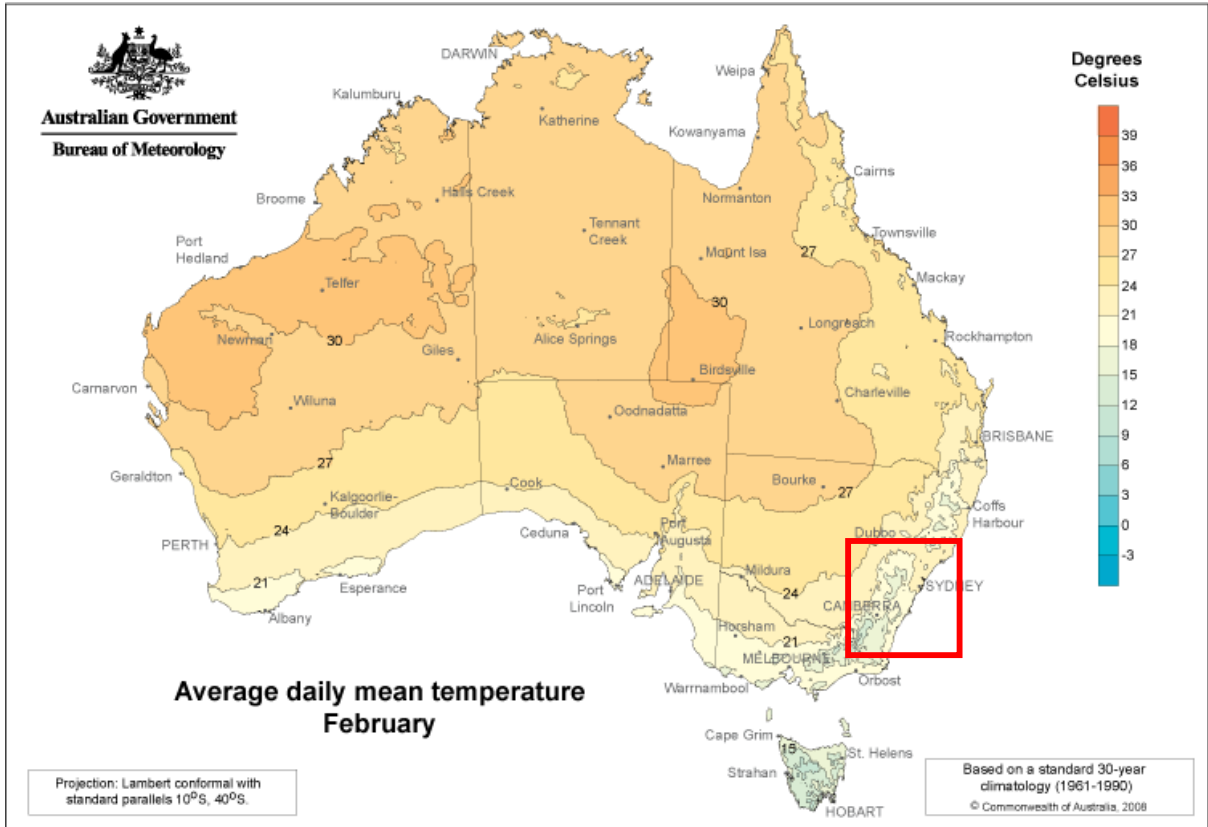 Australian Government
Bureau of Meteorology
DARWIN
Kalumburu
Katherine
Weipa
Kowanyama
Degrees
Celsius
39
36
33
30
27
24
21
18
15
12
9
6
3
0
-3
Broome
Halls Creek
Cairns
Normanton
Tennant
Creek
Townsville
Port
Hedland
27
Mount Isa
Mackay
Telfer
30
Longreach
Rockhampton
Newman
30
Alice Springs
Giles
Birdsville
Carnarvon
Charleville
Wiluna
Oodnadatta
BRISBANE
27
Marree
Geraldton
Bourke
27
Cook
Kalgoorlie-
Boulder
Coffs
Harbour
24
Port
Augusta
Ceduna
Dubbo
PERTH
21
Mildura
ADELAIDE
Esperance
Port
Lincoln
SYDNEY
24
CANBERRA
Albany
Horsham
21
MELBOURNE
Orbost
Warrnambool
Average daily mean temperature
February
Cape Grim
15
St. Helens
Strahan
HOBART
Projection: Lambert conformal with
standard parallels 10°S, 40°S.
Based on a standard 30-year
climatology (1961-1990)
© Commonwealth of Australia, 2008